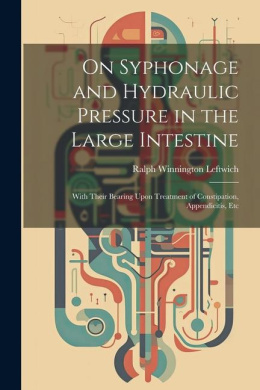 On Syphonage
and Hydraulic
Pressure in the
Large Intestine
Ralph Winnington Leftwich
With Their Bearing Upon Treatment of Constipation,
Appendicitis, Etc